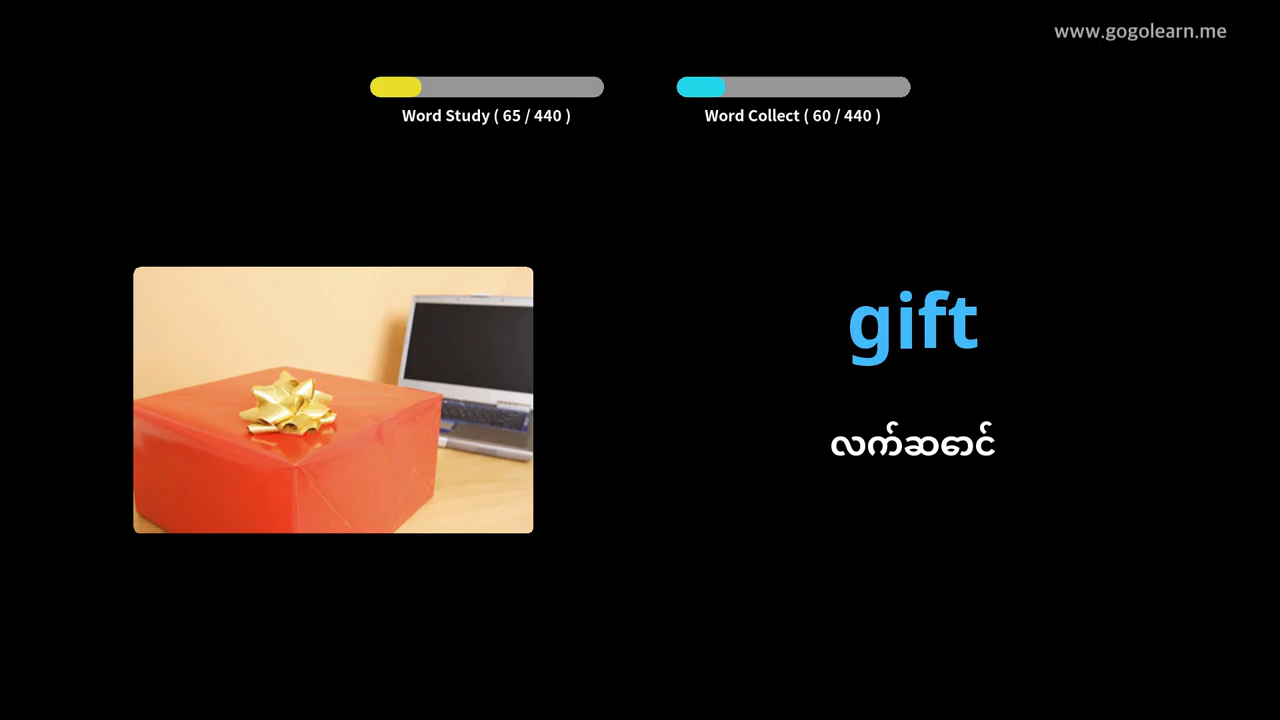 www.gogolearn.me
Word Study ( 65 / 440 )
Word Collect ( 60 / 440 )
gift
လက်ဆောင်